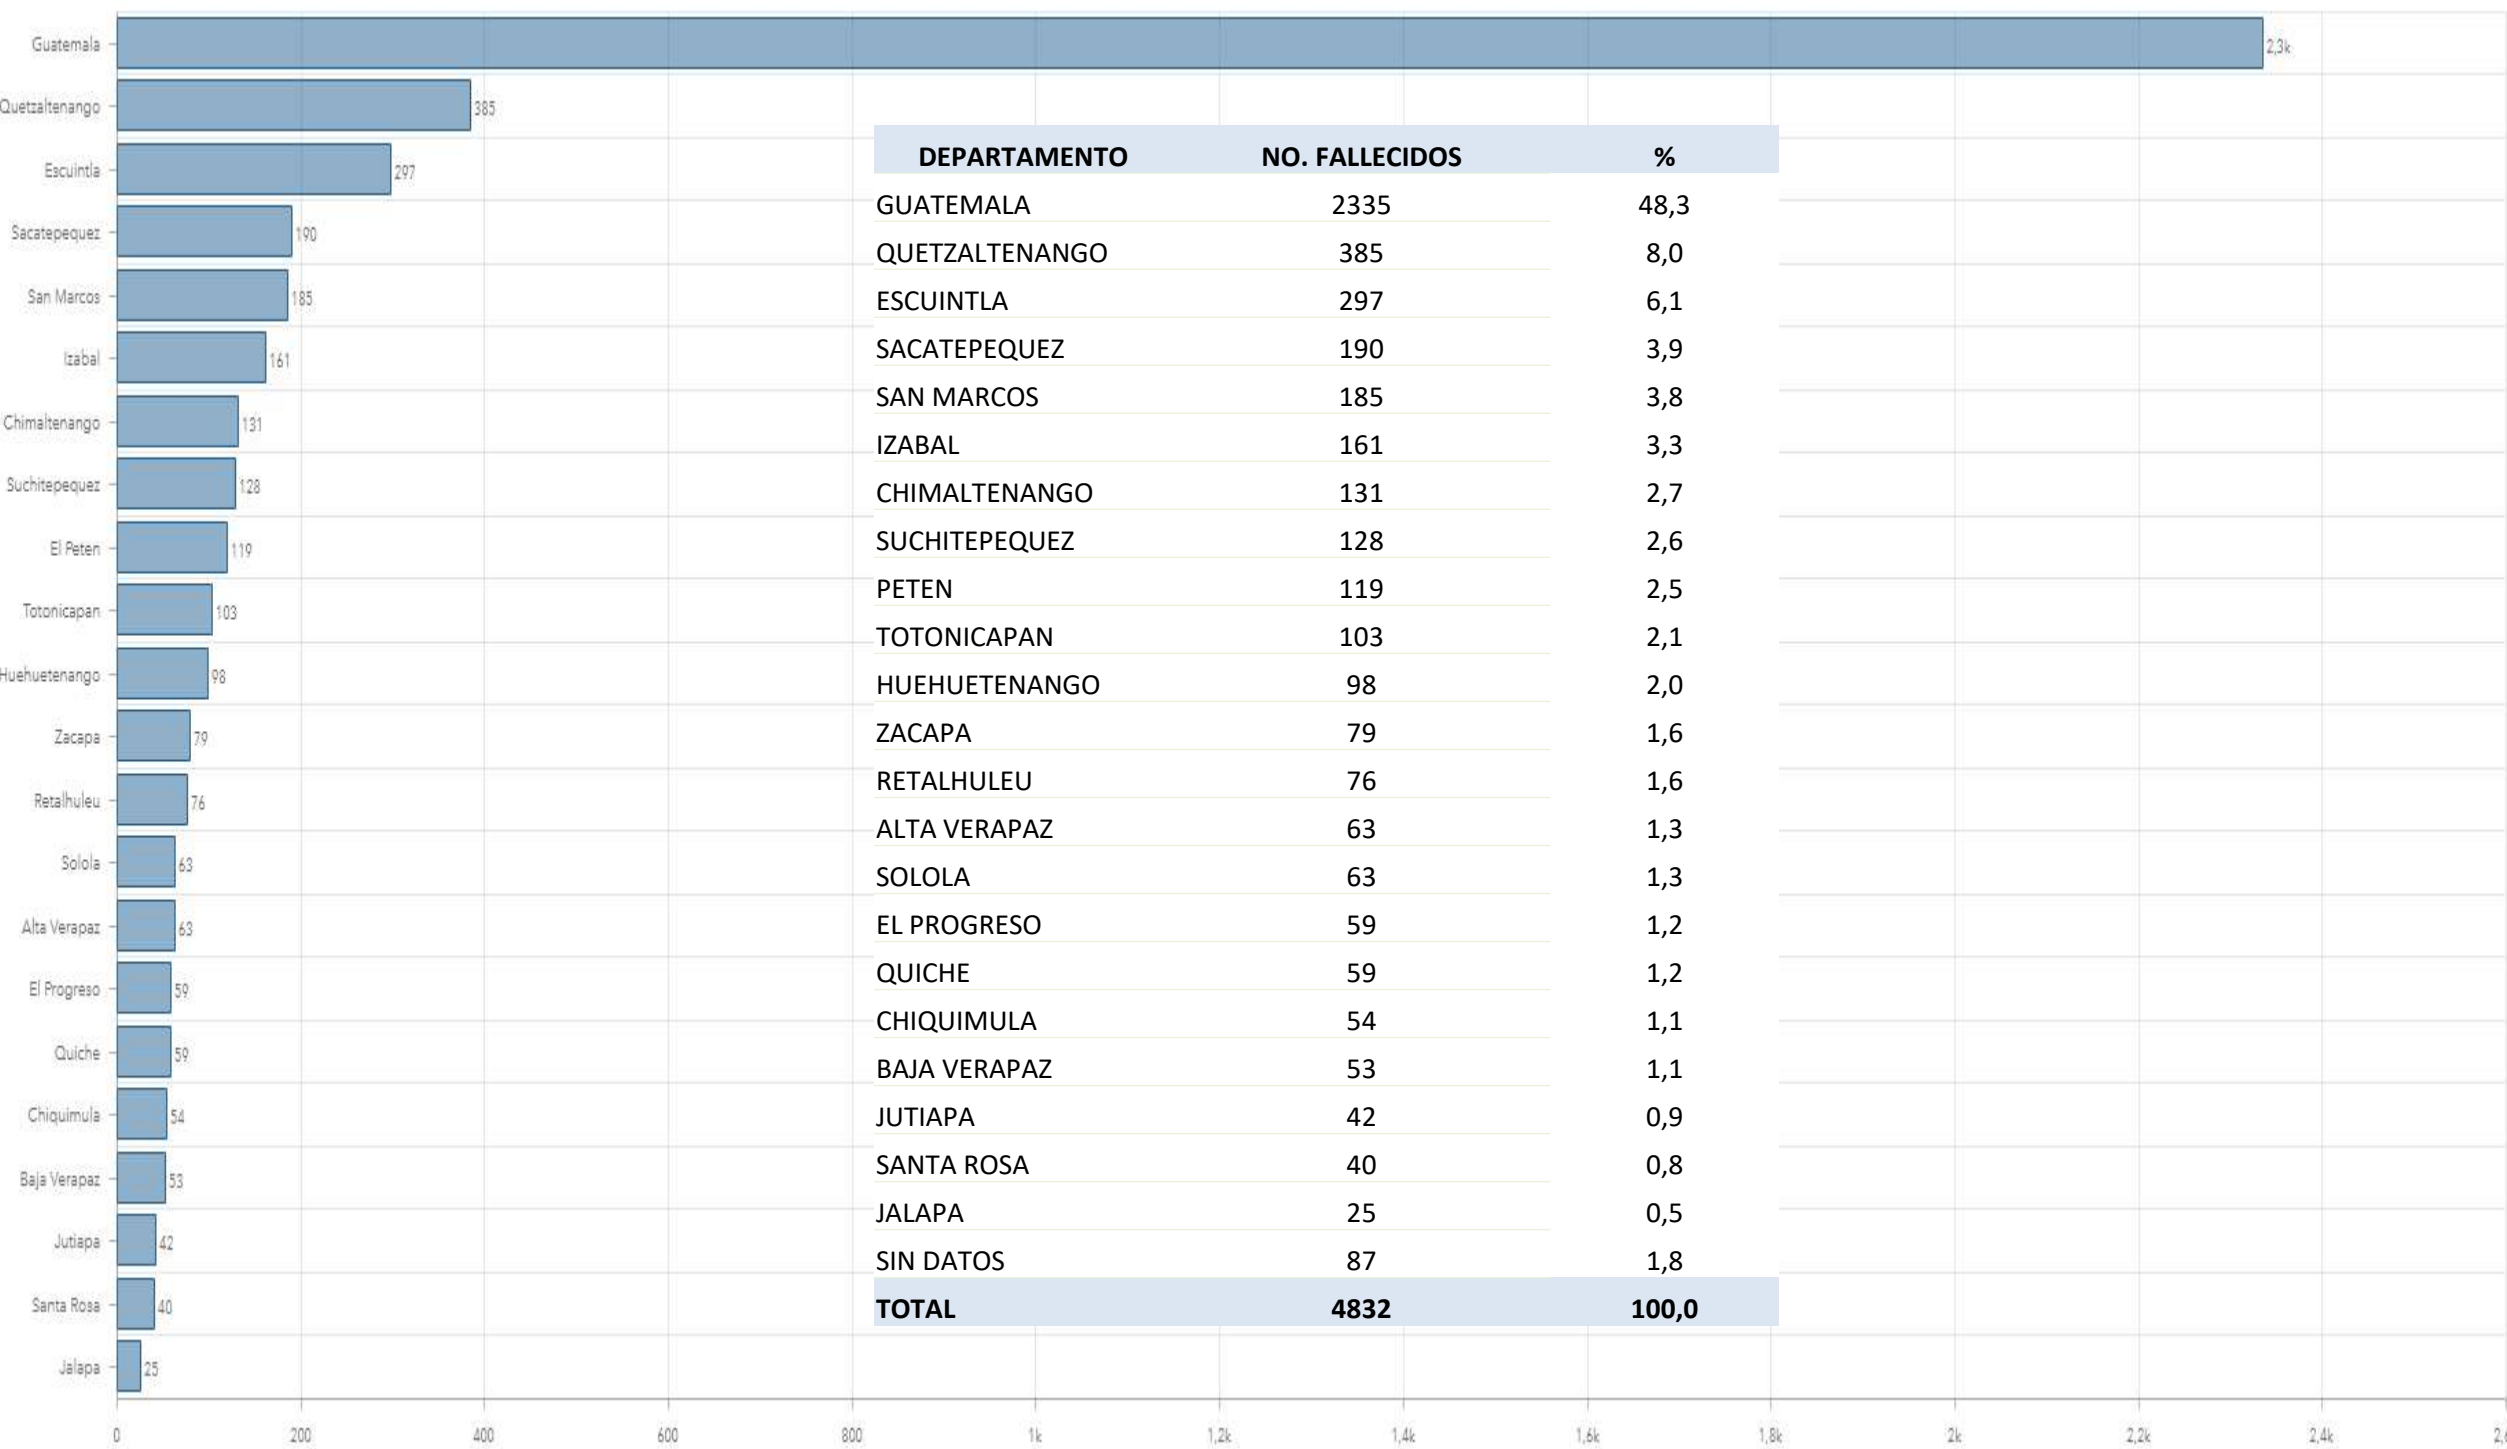 Guatemala 2,3k
Quetzaltenango 385
Escuintla 297
Sacatepequez 190
San Marcos 185
Izabal 161
Chimaltenango 131
Suchitepequez 128
El Peten 119
Totonicapan 103
Huehuetenango 98
Zacapa 79
Retalhuleu 76
Solola 63
Alta Verapaz 63
El Progreso 59
Quiche 59
Chiquimula 54
Baja Verapaz 53
Jutiapa 42
Santa Rosa 40
Jalapa 25
0 200 400 600 800 1k 1,2k 1,4k 1,6k 1,8k 2k 2,2k 2,4k
DEPARTAMENTO NO. FALLECIDOS %
GUATEMALA 2335 48,3
QUETZALTENANGO 385 8,0
ESCUINTLA 297 6,1
SACATEPEQUEZ 190 3,9
SAN MARCOS 185 3,8
IZABAL 161 3,3
CHIMALTENANGO 131 2,7
SUCHITEPEQUEZ 128 2,6
PETEN 119 2,5
TOTONICAPAN 103 2,1
HUEHUETENANGO 98 2,0
ZACAPA 79 1,6
RETALHULEU 76 1,6
ALTA VERAPAZ 63 1,3
SOLOLA 63 1,3
EL PROGRESO 59 1,2
QUICHE 59 1,2
CHIQUIMULA 54 1,1
BAJA VERAPAZ 53 1,1
JUTIAPA 42 0,9
SANTA ROSA 40 0,8
JALAPA 25 0,5
SIN DATOS 87 1,8
TOTAL 4832 100,0